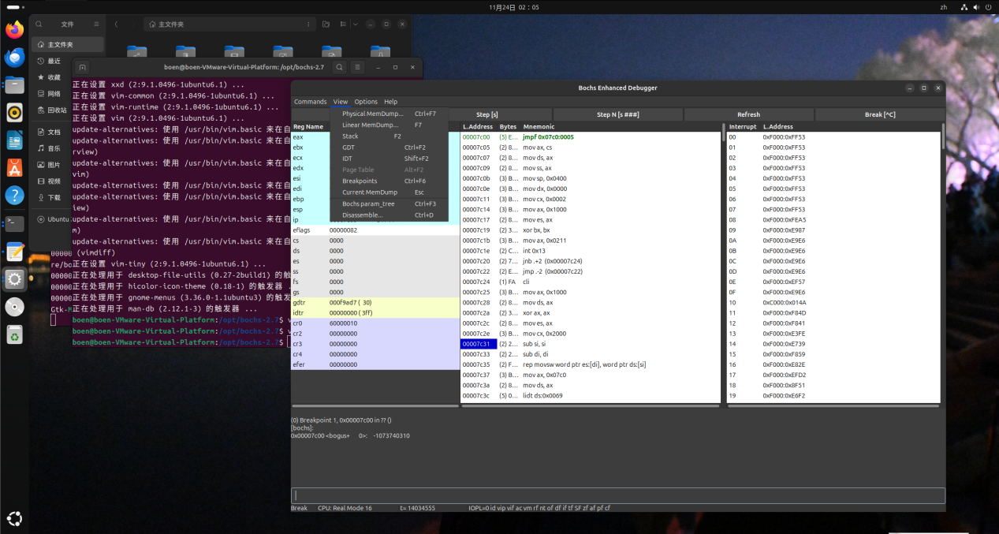 11月24日 02：05
zh
文件
主文件夹
主文件夹
最近
收藏
网络
回收站
文档
音乐
图片
视频
下载
Ubuntu
boen@boen-VMware-Virtual-Platform: /opt/bochs-2.7
正在设置 xxd (2:9.1.0496-1ubuntu6.1) ...
正在设置 vim-common (2:9.1.0496-1ubuntu6.1) ...
正在设置 vim-runtime (2:9.1.0496-1ubuntu6.1) ...
正在设置 vim (2:9.1.0496-1ubuntu6.1) ...
update-alternatives: 使用 /usr/bin/vim.basic 来在自
update-alternatives: 使用 /usr/bin/vim.basic 来在自
rview)
update-alternatives: 使用 /usr/bin/vim.basic 来在自
vim)
update-alternatives: 使用 /usr/bin/vim.basic 来在自
update-alternatives: 使用 /usr/bin/vim.basic 来在自
iew)
update-alternatives: 使用 /usr/bin/vim.basic 来在自
m)
update-alternatives: 使用 /usr/bin/vim.basic 来在自
(vimdiff)
正在设置 vim-tiny (2:9.1.0496-1ubuntu6.1) ...
正在处理用于 desktop-file-utils (0.27-2build1) 的触
正在处理用于 hicolor-icon-theme (0.18-1) 的触发器 .
正在处理用于 gnome-menus (3.36.0-1.1ubuntu3) 的触发
正在处理用于 man-db (2.12.1-3) 的触发器 ...
boen@boen-VMware-Virtual-Platform:/opt/bochs-2.7$ v
boen@boen-VMware-Virtual-Platform:/opt/bochs-2.7$ v
boen@boen-VMware-Virtual-Platform:/opt/bochs-2.7$
00000
re/bo
00000
00000
Gtk-M
Bochs Enhanced Debugger
Commands View Options Help
Physical MemDump... Ctrl+F7
Linear MemDump... F7
Stack F2
GDT Ctrl+F2
IDT Shift+F2
Page Table Alt+F2
Breakpoints Ctrl+F6
Current MemDump Esc
Bochs param_tree Ctrl+F3
Disassemble... Ctrl+D
Step [s] Step N [s ###] Refresh Break [^C]
Reg Name
eax
ebx
ecx
edx
esi
edi
ebp
esp
ip
eflags 00000082
cs 0000
ds 0000
es 0000
ss 0000
fs 0000
gs 0000
gdtr 000f9ad7 ( 30)
idtr 00000000 ( 3ff)
cr0 60000010
cr2 00000000
cr3 00000000
cr4 00000000
efer 00000000
L.Address Bytes Mnemonic
00007c00 (5) E... jmpf 0x07c0:0005
00007c05 (2) 8... mov ax, cs
00007c07 (2) 8... mov ds, ax
00007c09 (2) 8... mov ss, ax
00007c0b (3) B... mov sp, 0x0400
00007c0e (3) B... mov dx, 0x0000
00007c11 (3) B... mov cx, 0x0002
00007c14 (3) B... mov ax, 0x1000
00007c17 (2) 8... mov es, ax
00007c19 (2) 3... xor bx, bx
00007c1b (3) B... mov ax, 0x0211
00007c1e (2) C... int 0x13
00007c20 (2) 7... jnb .+2 (0x00007c24)
00007c22 (2) E... jmp .-2 (0x00007c22)
00007c24 (1) FA cli
00007c25 (3) B... mov ax, 0x1000
00007c28 (2) 8... mov ds, ax
00007c2a (2) 3... xor ax, ax
00007c2c (2) 8... mov es, ax
00007c2e (3) B... mov cx, 0x2000
00007c31 (2) 2... sub si, si
00007c33 (2) 2... sub di, di
00007c35 (2) F... rep movsw word ptr es:[di], word ptr ds:[si]
00007c37 (3) B... mov ax, 0x07c0
00007c3a (2) 8... mov ds, ax
00007c3c (5) 0... lidt ds:0x0069
Interrupt L.Address
00 0xF000:0xFF53
01 0xF000:0xFF53
02 0xF000:0xFF53
03 0xF000:0xFF53
04 0xF000:0xFF53
05 0xF000:0xFF53
06 0xF000:0xFF53
07 0xF000:0xFF53
08 0xF000:0xFEA5
09 0xF000:0xE987
0A 0xF000:0xE9E6
0B 0xF000:0xE9E6
0C 0xF000:0xE9E6
0D 0xF000:0xE9E6
0E 0xF000:0xEF57
0F 0xF000:0xE9E6
10 0xC000:0x014A
11 0xF000:0xF84D
12 0xF000:0xF841
13 0xF000:0xE3FE
14 0xF000:0xE739
15 0xF000:0xF859
16 0xF000:0xE82E
17 0xF000:0xEFD2
18 0xF000:0x8F51
19 0xF000:0xE6F2
(0) Breakpoint 1, 0x00007c00 in ?? ()
[bochs]:
0x00007c00 <bogus+ 0>: -1073740310
Break CPU: Real Mode 16 t= 14034555 IOPL=0 id vip vif ac vm rf nt of df if tf SF zf af pf cf